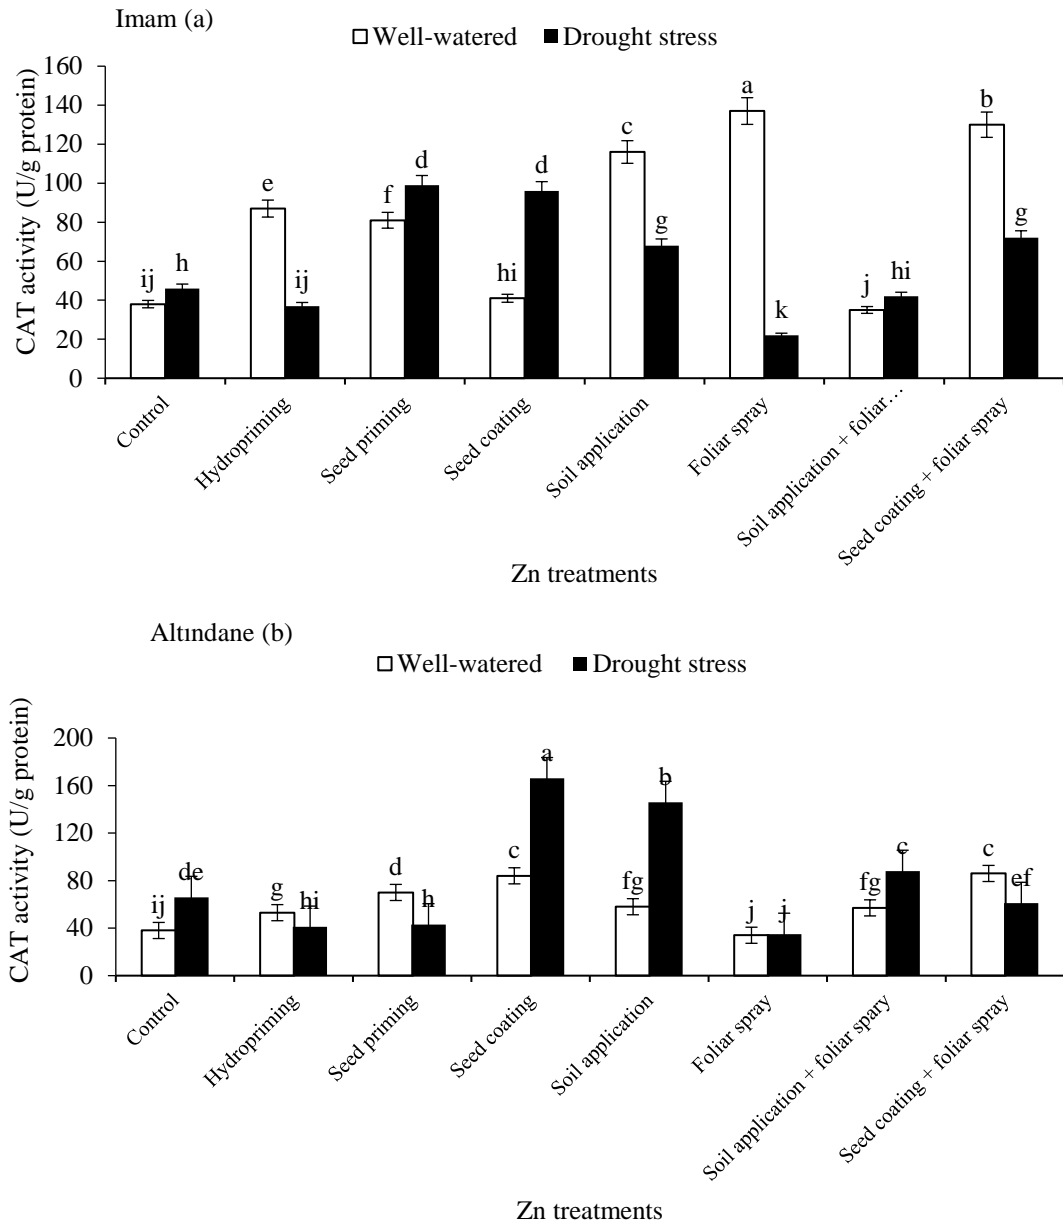 Imam (a)
Well-watered Drought stress
CAT activity (U/g protein)
160
140
120
100
80
60
40
20
0
ij h e ij f d hi d c g a k j hi b g
Control
Hydropriming
Seed priming
Seed coating
Soil application
Foliar spray
Soil application + foliar…
Seed coating + foliar spray
Zn treatments
Altındane (b)
Well-watered Drought stress
CAT activity (U/g protein)
200
160
120
80
40
0
ij de g hi d h c a fg b j j fg c c ef
Control
Hydropriming
Seed priming
Seed coating
Soil application
Foliar spray
Soil application + foliar spary
Seed coating + foliar spray
Zn treatments